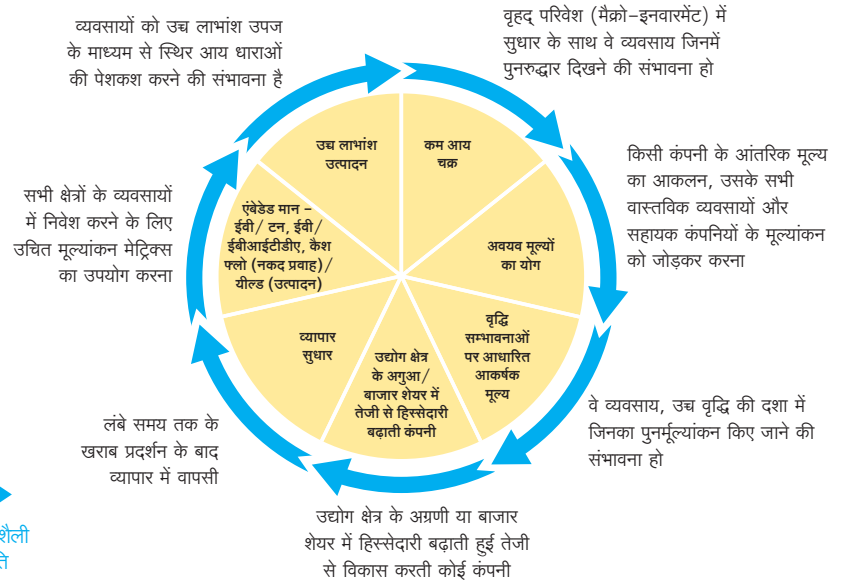 व्यवसायों को उच्च लाभांश उपज
के माध्यम से स्थिर आय धाराओं
की पेशकश करने की संभावना है
वृहद् परिवेश (मैक्रो-इनवारमेंट) में
सुधार के साथ वे व्यवसाय जिनमें
पुनरुद्धार दिखने की संभावना हो
उच्च लाभांश
उत्पादन
कम आय
चक्र
किसी कंपनी के आंतरिक मूल्य
का आकलन, उसके सभी
वास्तविक व्यवसायों और
सहायक कंपनियों के मूल्यांकन
को जोड़कर करना
सभी क्षेत्रों के व्यवसायों
में निवेश करने के लिए
उचित मूल्यांकन मेट्रिक्स
का उपयोग करना
एंबेडेड मान –
ईवी/ टन, ईवी/
ईबीआईटीडीए, कैश
फ्लो (नकद प्रवाह)/
यील्ड (उत्पादन)
अवयव मूल्यों
का योग
व्यापार
सुधार
उद्योग क्षेत्र
के अगुआ/
बाजार शेयर में
तेजी से हिस्सेदारी
बढ़ाती कंपनी
वृद्धि
सम्भावनाओं
पर आधारित
आकर्षक
मूल्य
लंबे समय तक के
खराब प्रदर्शन के बाद
व्यापार में वापसी
वे व्यवसाय, उच्च वृद्धि की दशा में
जिनका पुनर्मूल्यांकन किए जाने की
संभावना हो
उद्योग क्षेत्र के अग्रणी या बाजार
शेयर में हिस्सेदारी बढ़ाती हुई तेजी
से विकास करती कोई कंपनी